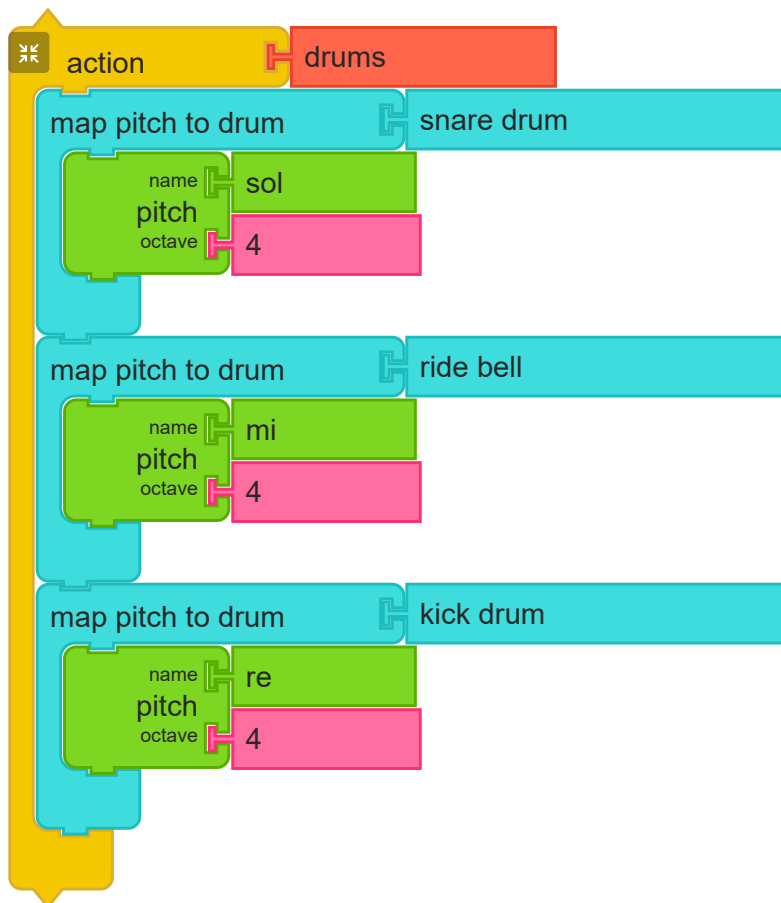 action drums
map pitch to drum snare drum
name sol
pitch
octave 4
map pitch to drum ride bell
name mi
pitch
octave 4
map pitch to drum kick drum
name re
pitch
octave 4